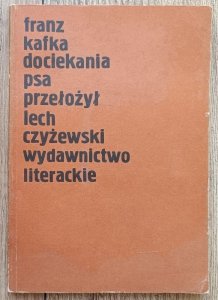 franz
kafka
dociekania
psa
przełożył
lech
czyżewski
wydawnictwo
literackie